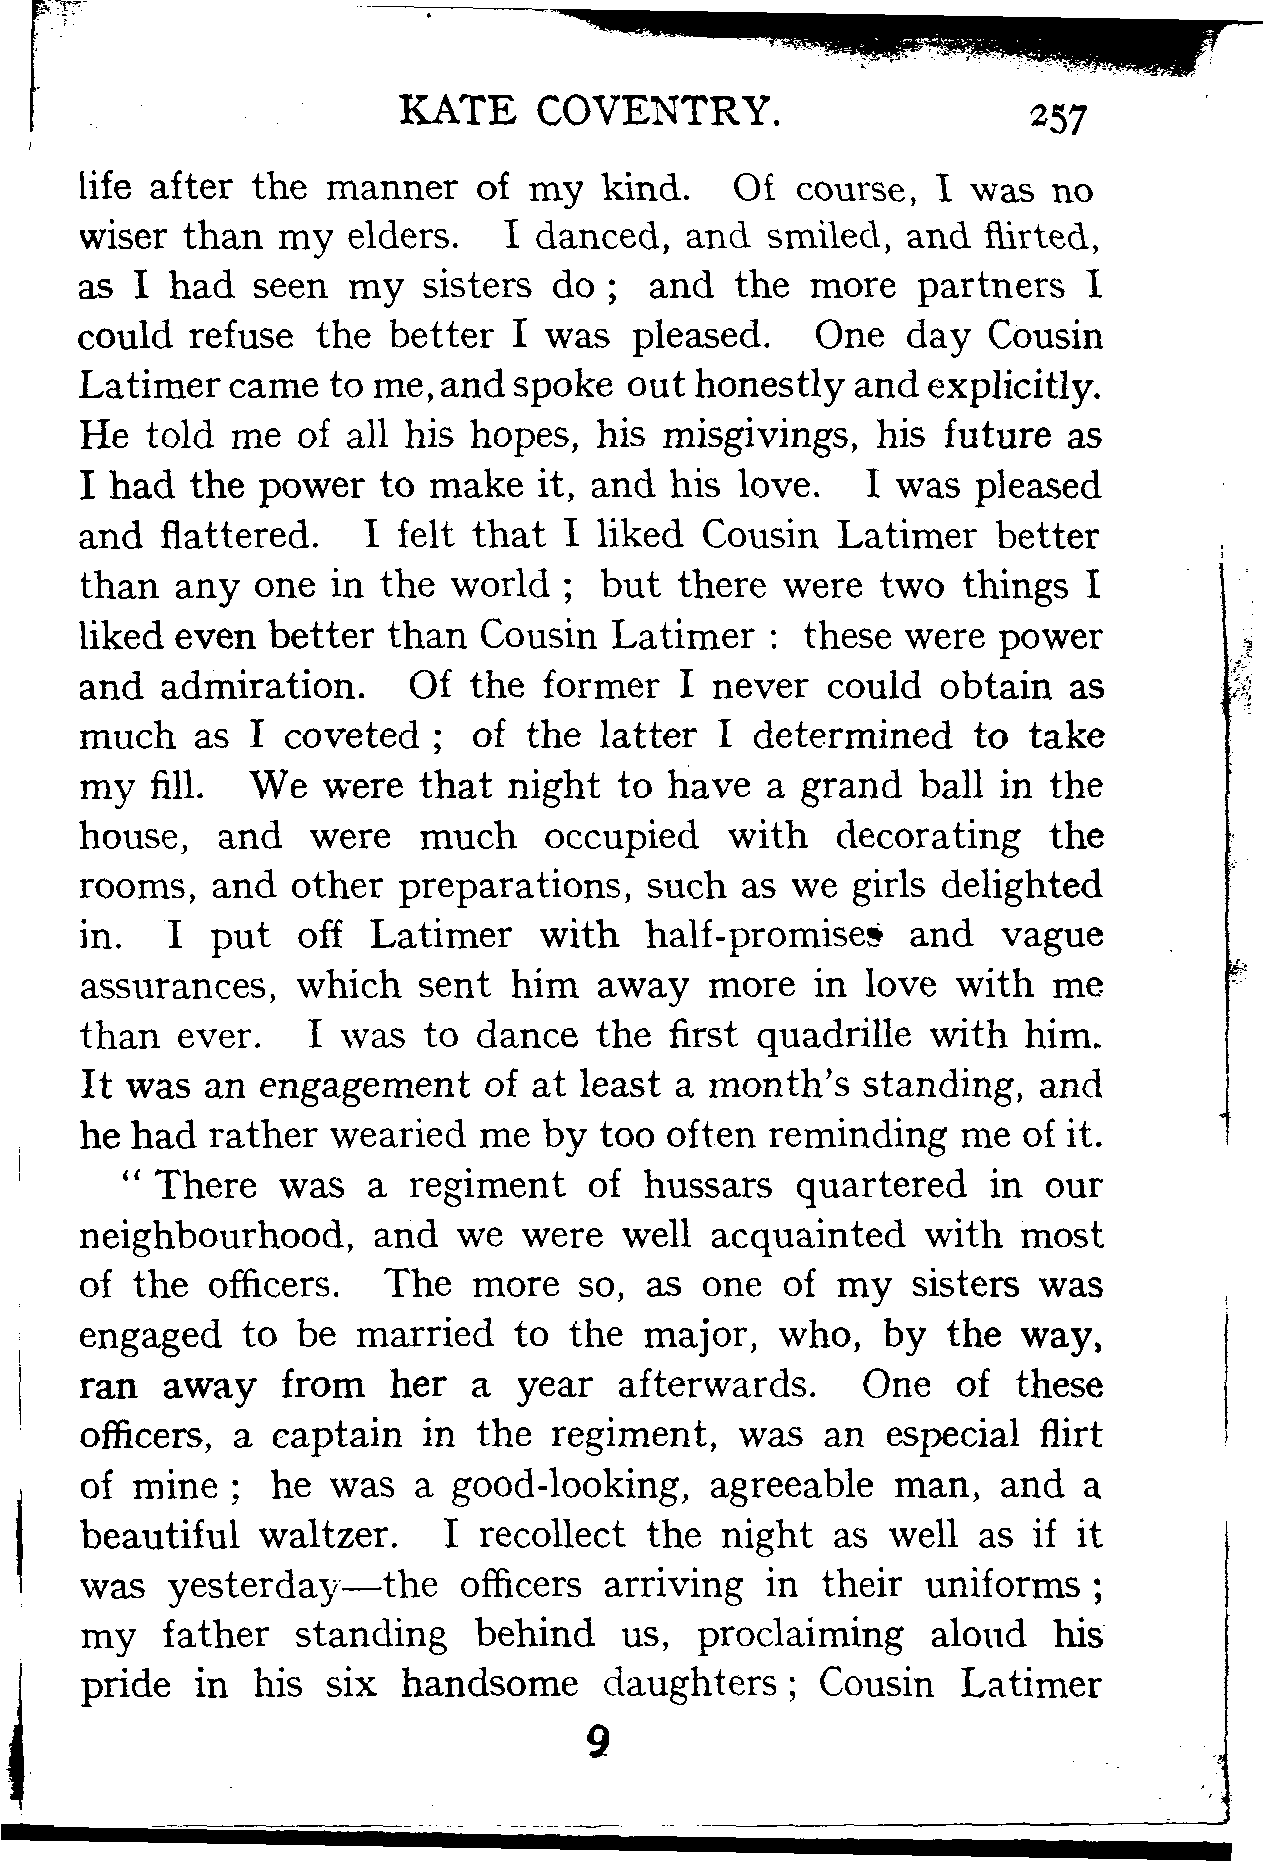 KATE COVENTRY. 257
life after the manner of my kind. Of course, I was no
wiser than my elders. I danced, and smiled, and flirted,
as I had seen my sisters do ; and the more partners I
could refuse the better I was pleased. One day Cousin
Latimer came to me, and spoke out honestly and explicitly.
He told me of all his hopes, his misgivings, his future as
I had the power to make it, and his love. I was pleased
and flattered. I felt that I liked Cousin Latimer better
than any one in the world ; but there were two things I
liked even better than Cousin Latimer : these were power
and admiration. Of the former I never could obtain as
much as I coveted ; of the latter I determined to take
my fill. We were that night to have a grand ball in the
house, and were much occupied with decorating the
rooms, and other preparations, such as we girls delighted
in. I put off Latimer with half-promises and vague
assurances, which sent him away more in love with me
than ever. I was to dance the first quadrille with him.
It was an engagement of at least a month's standing, and
he had rather wearied me by too often reminding me of it.
" There was a regiment of hussars quartered in our
neighbourhood, and we were well acquainted with most
of the officers. The more so, as one of my sisters was
engaged to be married to the major, who, by the way,
ran away from her a year afterwards. One of these
officers, a captain in the regiment, was an especial flirt
of mine ; he was a good-looking, agreeable man, and a
beautiful waltzer. I recollect the night as well as if it
was yesterday—the officers arriving in their uniforms ;
my father standing behind us, proclaiming aloud his
pride in his six handsome daughters ; Cousin Latimer
9